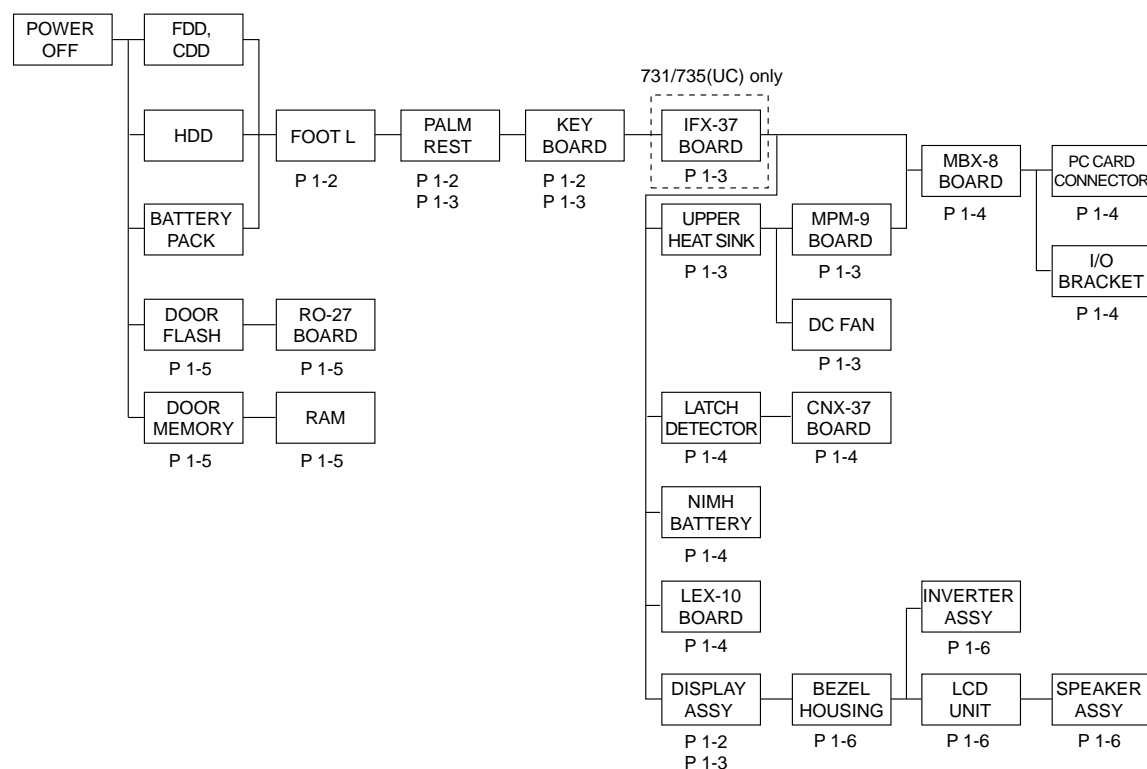 POWER
OFF
FDD,
CDD
HDD
BATTERY
PACK
DOOR
FLASH
P 1-5
RO-27
BOARD
P 1-5
DOOR
MEMORY
P 1-5
RAM
P 1-5
FOOT L
P 1-2
PALM
REST
P 1-2
P 1-3
KEY
BOARD
P 1-2
P 1-3
731/735(UC) only
IFX-37
BOARD
P 1-3
UPPER
HEAT SINK
P 1-3
MPM-9
BOARD
P 1-3
DC FAN
P 1-3
MBX-8
BOARD
P 1-4
PC CARD
CONNECTOR
P 1-4
I/O
BRACKET
P 1-4
LATCH
DETECTOR
P 1-4
CNX-37
BOARD
P 1-4
NIMH
BATTERY
P 1-4
LEX-10
BOARD
P 1-4
DISPLAY
ASSY
P 1-2
P 1-3
BEZEL
HOUSING
P 1-6
INVERTER
ASSY
P 1-6
LCD
UNIT
P 1-6
SPEAKER
ASSY
P 1-6